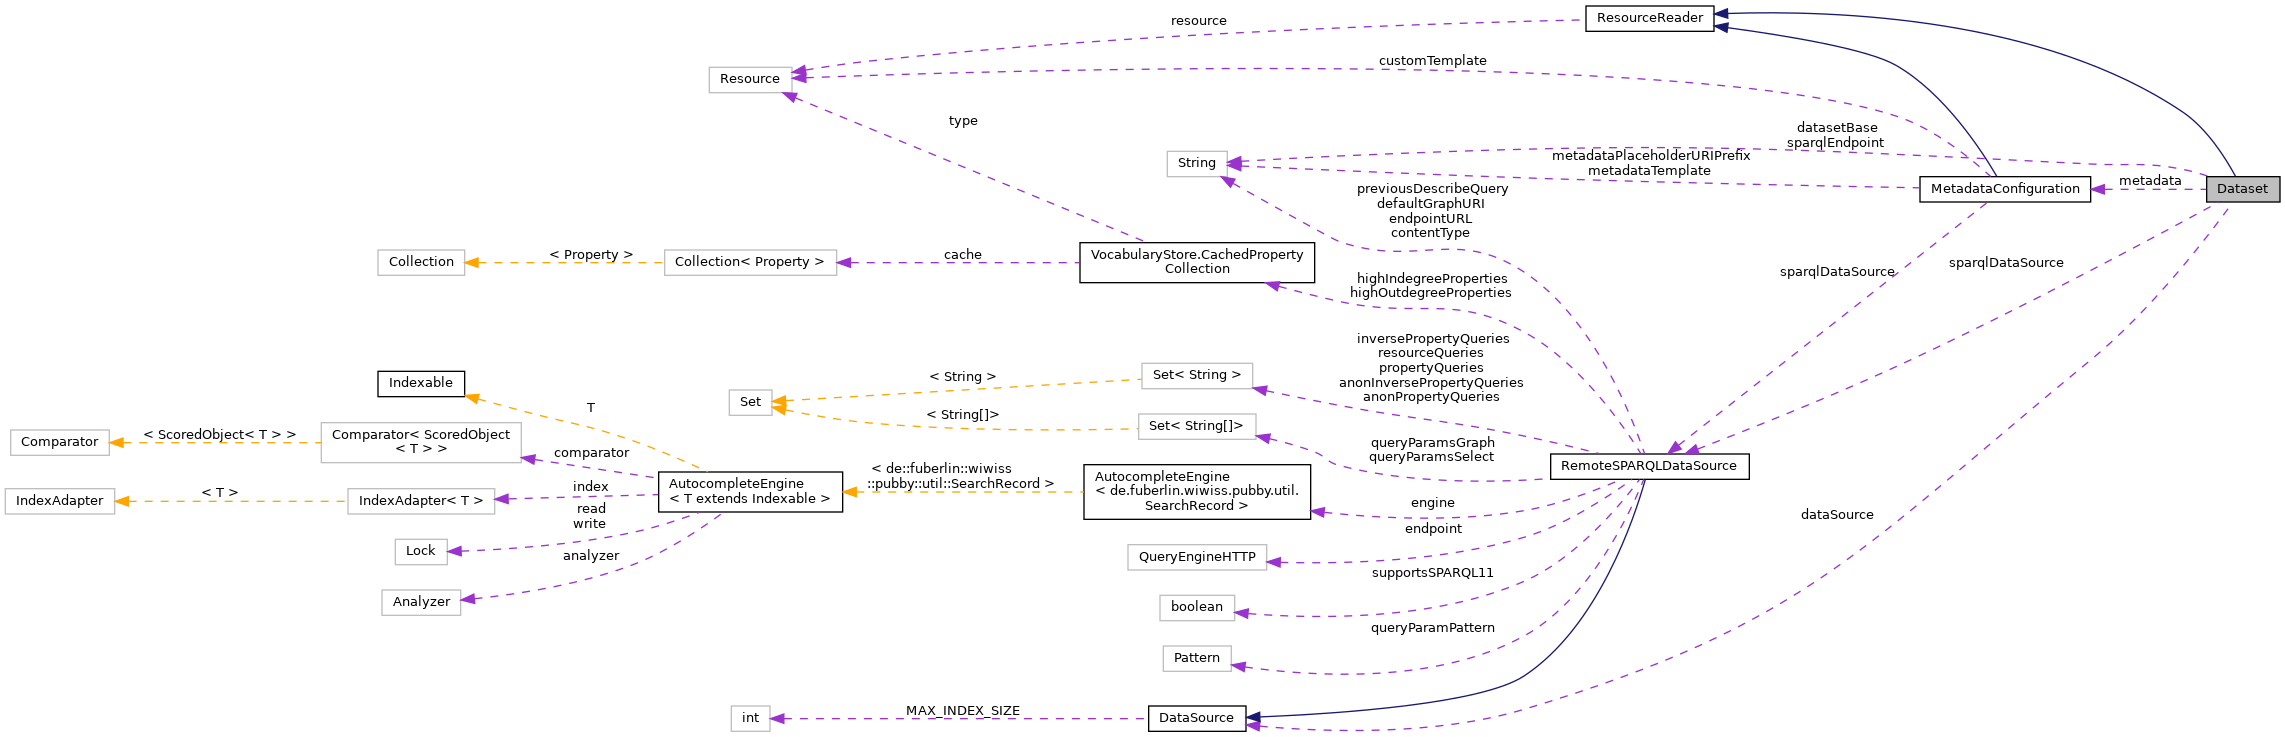 ResourceReader
resource
Resource
customTemplate
type
datasetBase
sparqlEndpoint
String
metadataPlaceholderURIPrefix
metadataTemplate
metadata
MetadataConfiguration
Dataset
previousDescribeQuery
defaultGraphURI
endpointURL
contentType
Collection
< Property >
Collection< Property >
cache
VocabularyStore.CachedProperty
Collection
sparqlDataSource
sparqlDataSource
highIndegreeProperties
highOutdegreeProperties
inversePropertyQueries
resourceQueries
propertyQueries
anonInversePropertyQueries
anonPropertyQueries
Indexable
T
Set
< String >
Set< String >
< String[]>
Set< String[]>
Comparator
< ScoredObject< T > >
Comparator< ScoredObject
< T > >
comparator
queryParamsGraph
queryParamsSelect
RemoteSPARQLDataSource
IndexAdapter
< T >
IndexAdapter< T >
index
read
write
AutocompleteEngine
< T extends Indexable >
< de::fuberlin::wiwiss
::pubby::util::SearchRecord >
AutocompleteEngine
< de.fuberlin.wiwiss.pubby.util.
SearchRecord >
engine
endpoint
dataSource
Lock
analyzer
QueryEngineHTTP
supportsSPARQL11
Analyzer
boolean
queryParamPattern
Pattern
int
MAX_INDEX_SIZE
DataSource